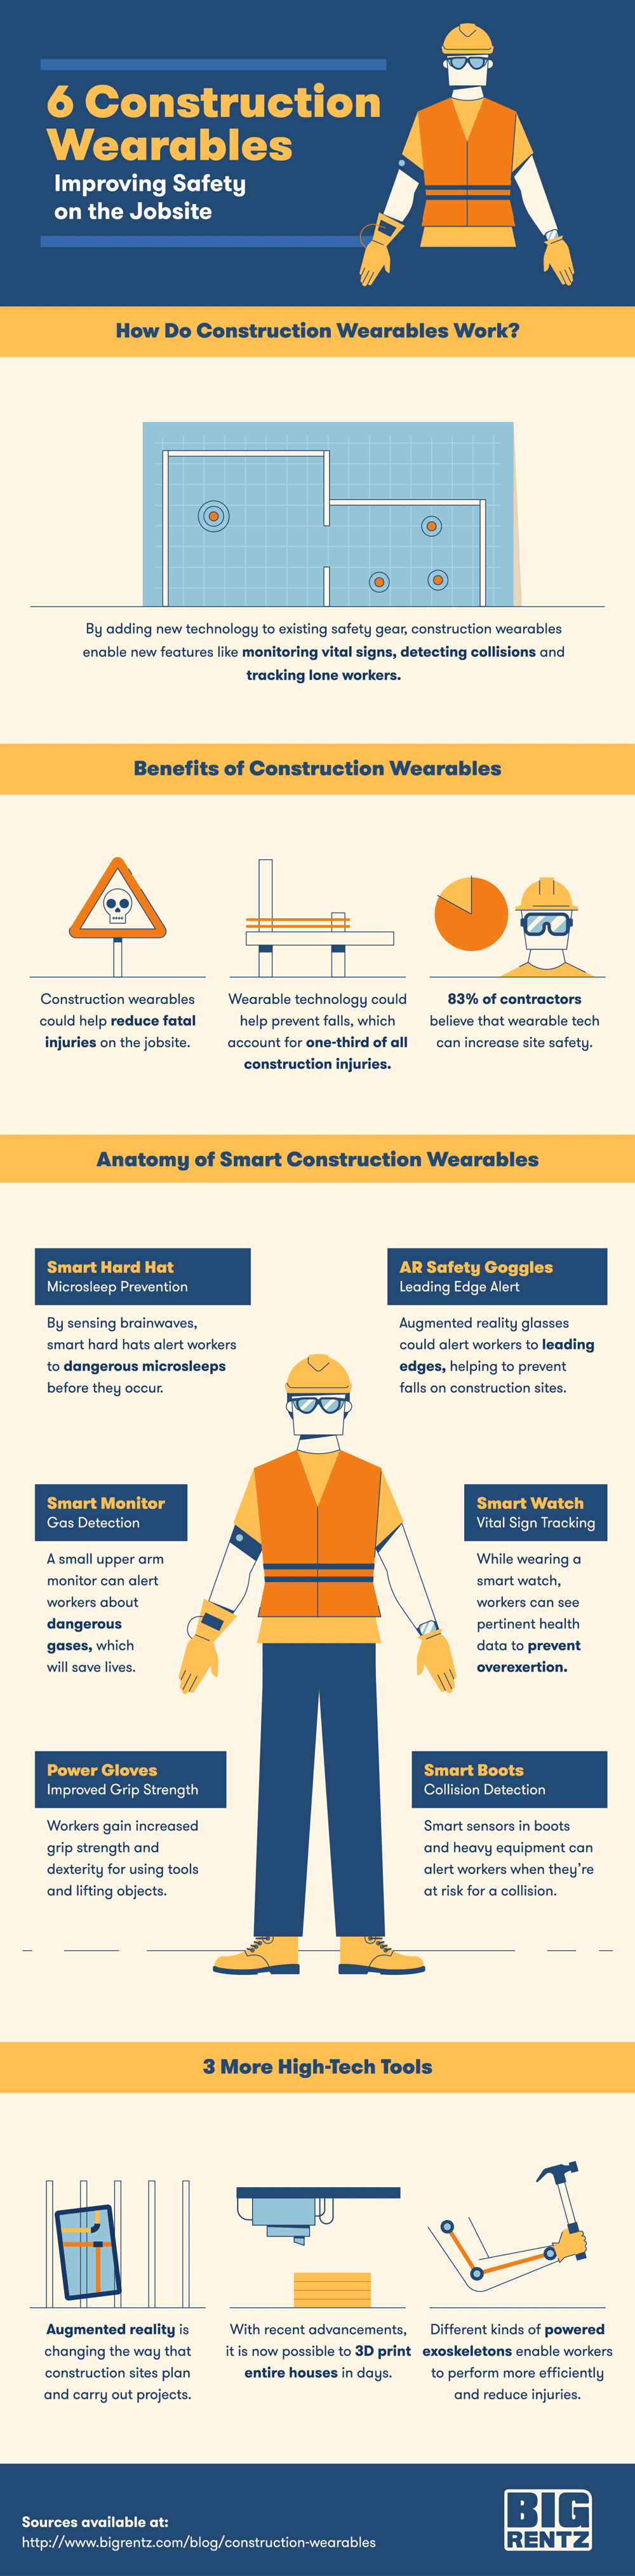 6 Construction
Wearables
Improving Safety
on the Jobsite
How Do Construction Wearables Work?
By adding new technology to existing safety gear, construction wearables
enable new features like monitoring vital signs, detecting collisions and
tracking lone workers.
Benefits of Construction Wearables
Construction wearables
could help reduce fatal
injuries on the jobsite.
Wearable technology could
help prevent falls, which
account for one-third of all
construction injuries.
83% of contractors
believe that wearable tech
can increase site safety.
Anatomy of Smart Construction Wearables
Smart Hard Hat
Microsleep Prevention
By sensing brainwaves,
smart hard hats alert workers
to dangerous microsleeps
before they occur.
AR Safety Goggles
Leading Edge Alert
Augmented reality glasses
could alert workers to leading
edges, helping to prevent
falls on construction sites.
Smart Monitor
Gas Detection
A small upper arm
monitor can alert
workers about
dangerous
gases, which
will save lives.
Smart Watch
Vital Sign Tracking
While wearing a
smart watch,
workers can see
pertinent health
data to prevent
overexertion.
Power Gloves
Improved Grip Strength
Workers gain increased
grip strength and
dexterity for using tools
and lifting objects.
Smart Boots
Collision Detection
Smart sensors in boots
and heavy equipment can
alert workers when they're
at risk for a collision.
3 More High-Tech Tools
Augmented reality is
changing the way that
construction sites plan
and carry out projects.
With recent advancements,
it is now possible to 3D print
entire houses in days.
Different kinds of powered
exoskeletons enable workers
to perform more efficiently
and reduce injuries.
Sources available at:
http://www.bigrentz.com/blog/construction-wearables
BIG
RENTZ